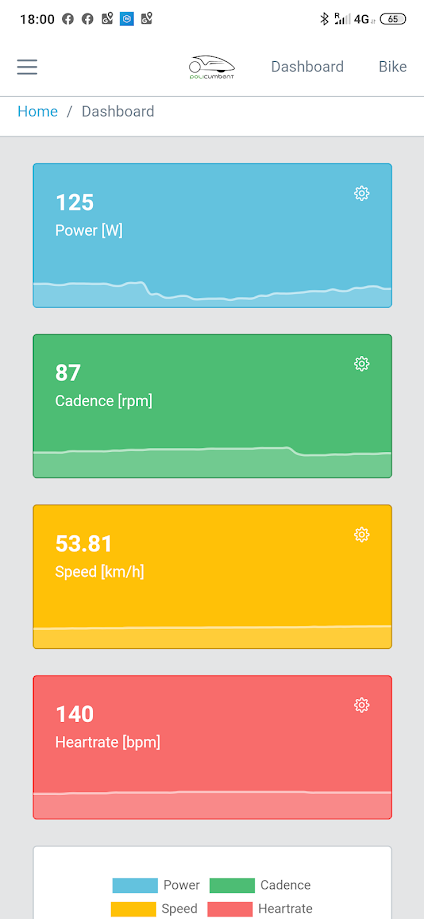 18:00 R 4G 65
policumbent Dashboard Bike
Home / Dashboard
125
Power [W]
87
Cadence [rpm]
53.81
Speed [km/h]
140
Heartrate [bpm]
Power Cadence
Speed Heartrate